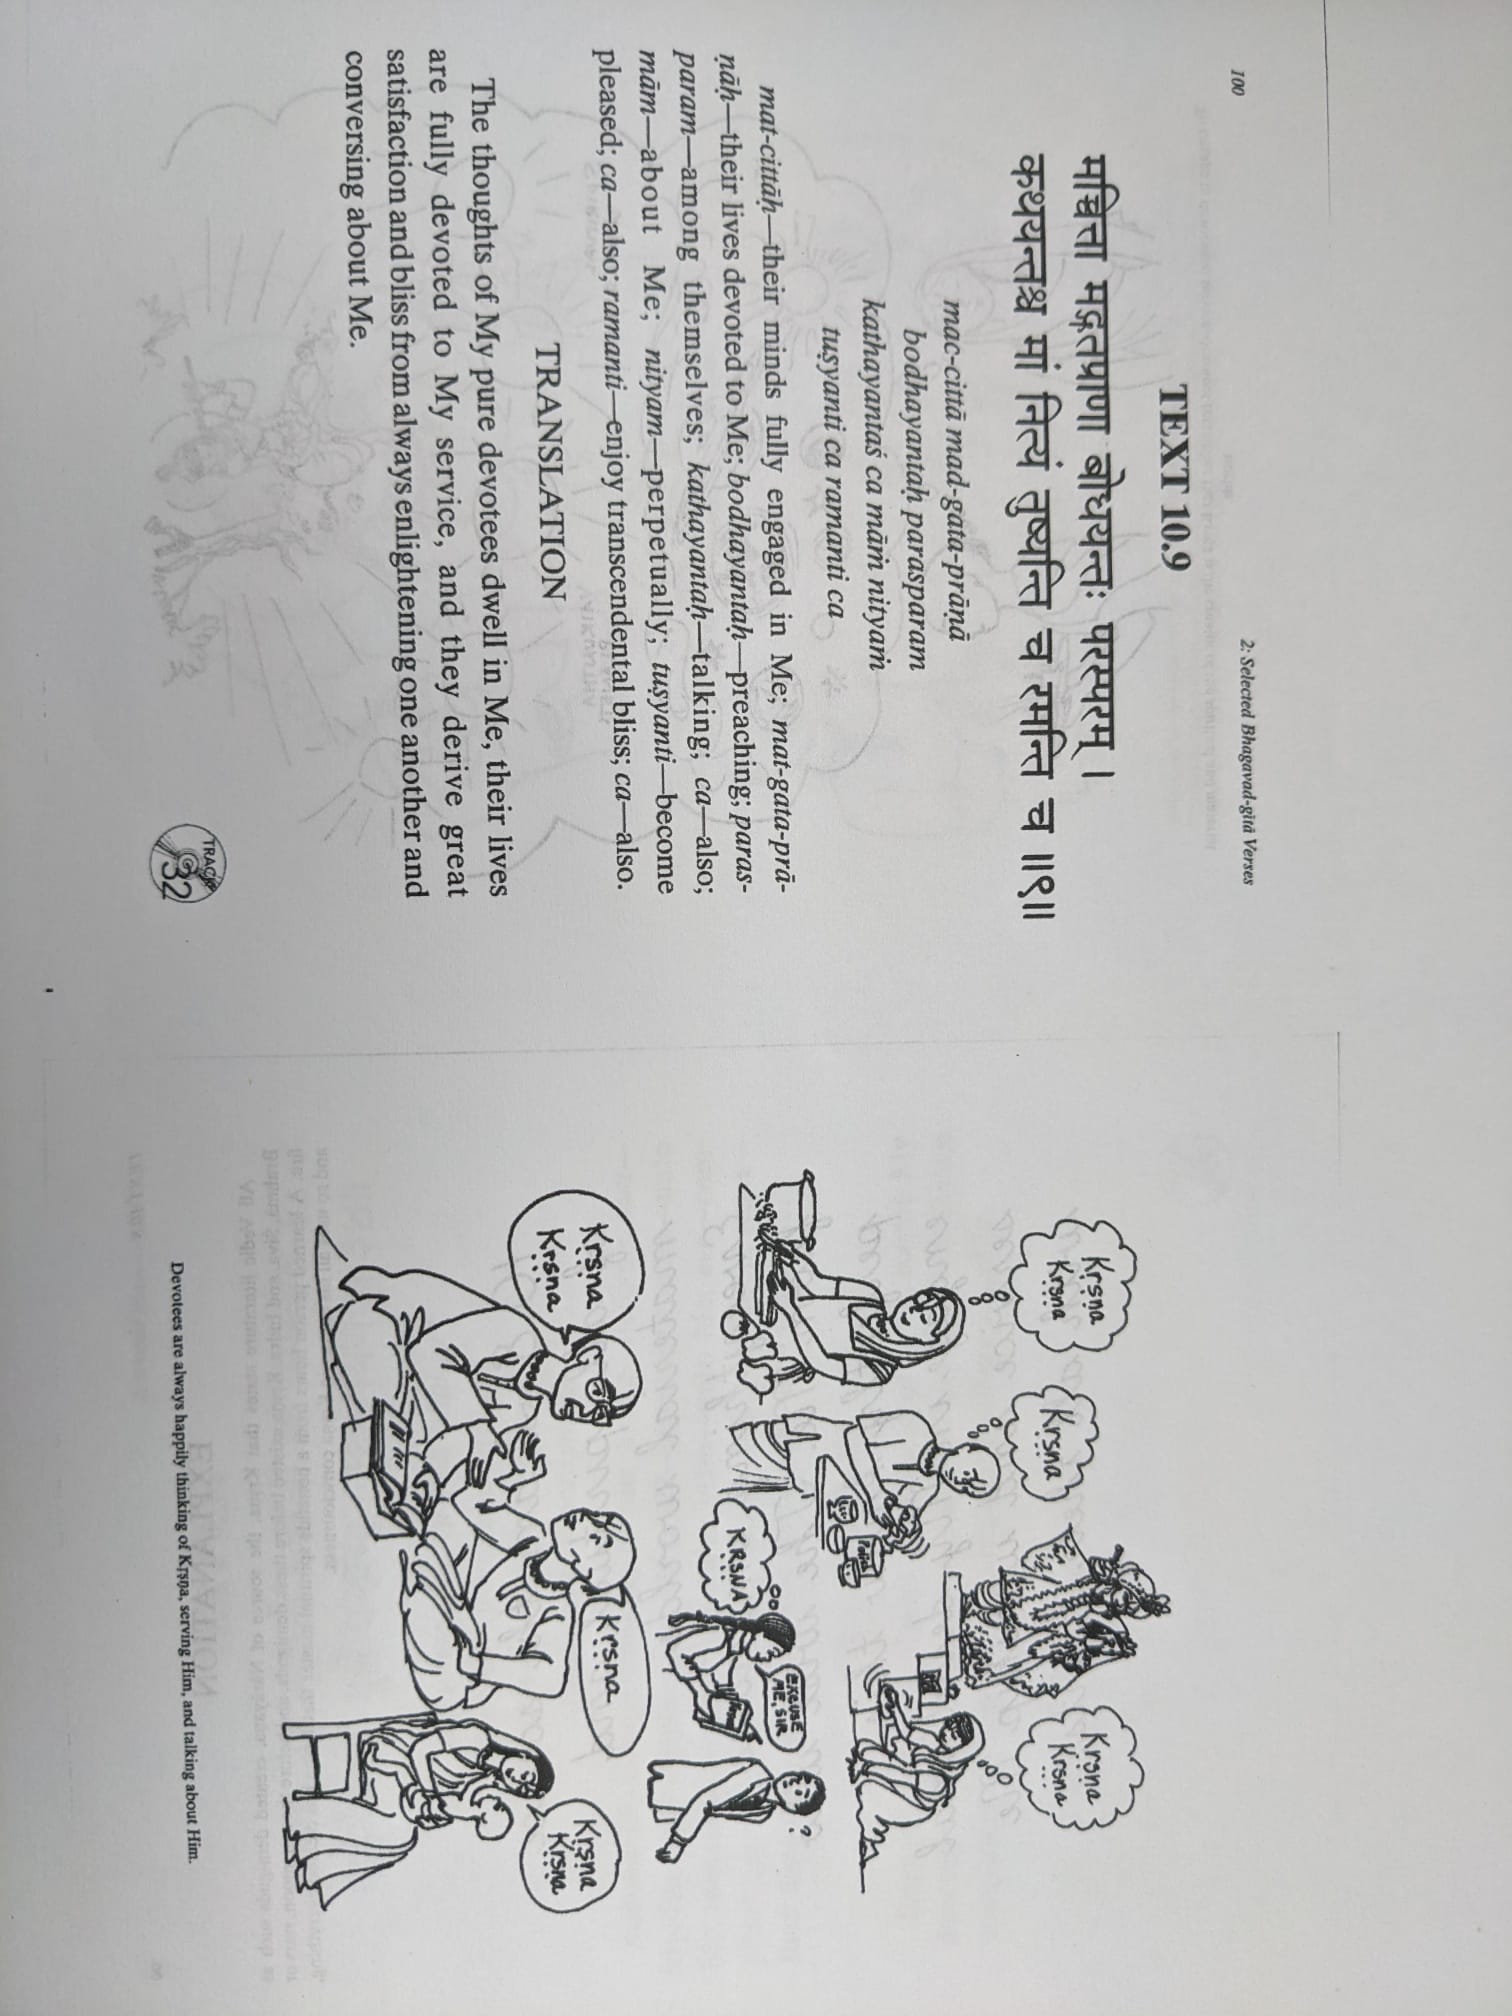 100
2: Selected Bhagavad-gītā Verses
TEXT 10.9
मच्चित्ता मद्गतप्राणा बोधयन्तः परस्परम् ।
कथयन्तश्च मां नित्यं तुष्यन्ति च रमन्ति च ॥९॥
mac-cittā mad-gata-prāṇā
bodhayantaḥ parasparam
kathayantaś ca māṁ nityaṁ
tuṣyanti ca ramanti ca
mat-cittāḥ—their minds fully engaged in Me; mat-gata-prā-
ṇāḥ—their lives devoted to Me; bodhayantaḥ—preaching; paras-
param—among themselves; kathayantaḥ—talking; ca—also;
mām—about Me; nityam—perpetually; tuṣyanti—become
pleased; ca—also; ramanti—enjoy transcendental bliss; ca—also.
TRANSLATION
The thoughts of My pure devotees dwell in Me, their lives
are fully devoted to My service, and they derive great
satisfaction and bliss from always enlightening one another and
conversing about Me.
TRACK
32
Kṛṣṇa
Kṛṣṇa
Kṛṣṇa
Kṛṣṇa
Kṛṣṇa
Polish
KṚṢṆA
EXCUSE
ME, SIR
?
Kṛṣṇa
Kṛṣṇa
Kṛṣṇa
Kṛṣṇa
Kṛṣṇa
Devotees are always happily thinking of Kṛṣṇa, serving Him, and talking about Him.